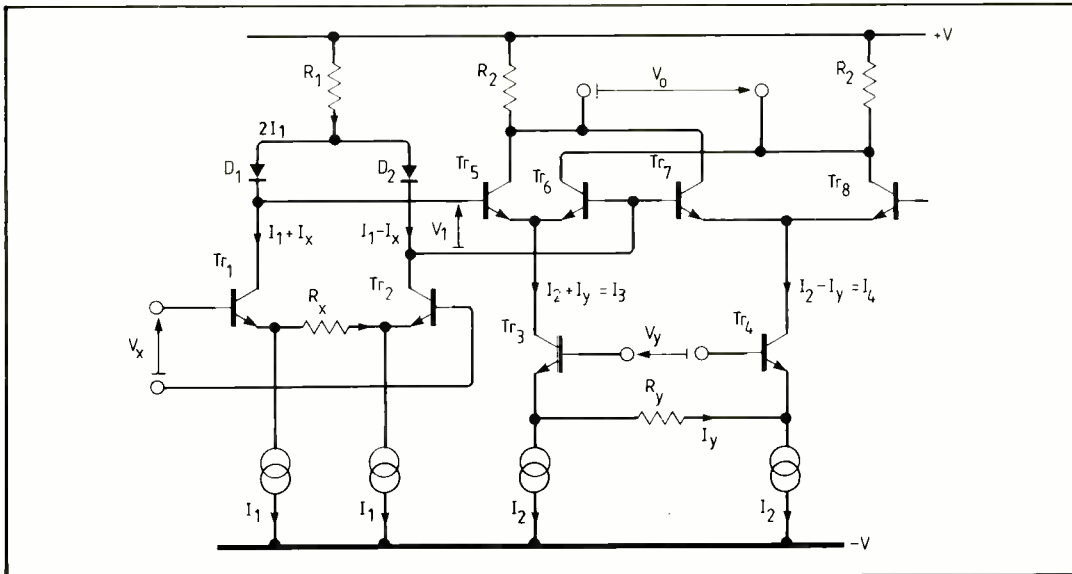 +V
R1
R2
Vo
R2
2I1
D1
D2
Tr5
Tr6
Tr7
Tr8
I1+Ix
I1−Ix
V1
Tr1
Rx
Tr2
I2+Iy=I3
I2−Iy=I4
Vx
Tr3
Vy
Tr4
Ry
Iy
I1
I1
I2
I2
−V